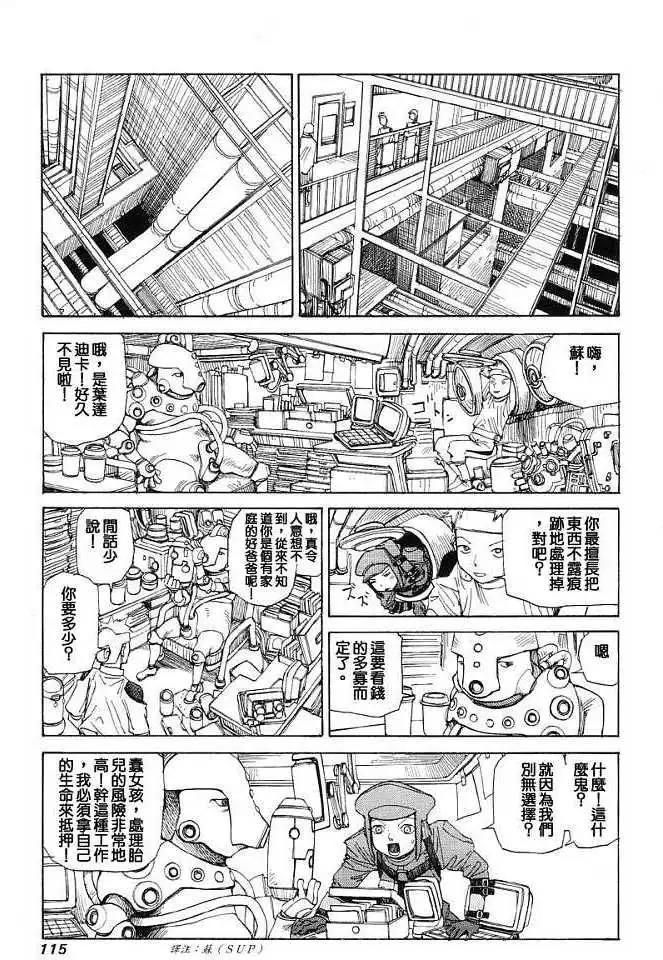 嗨，
蘇！
哦，是葉達
迪卡！好久
不見啦！
你最擅長把
東西不露痕
跡地處理掉
，對吧？
ズズ
哦，真令
人意想不
到，從來不知
道你是個有家
庭的好爸爸呢！
閒話少
說！
你要多少？
嗯
這要看錢
的多寡而
定了。
什麼！這什
麼鬼？
就因為我們
別無選擇？
蠢女孩，處理胎
兒的風險非常地
高！幹這種工作
，我必須拿自己
的生命來抵押！
115
譯注：蘇（SUP）